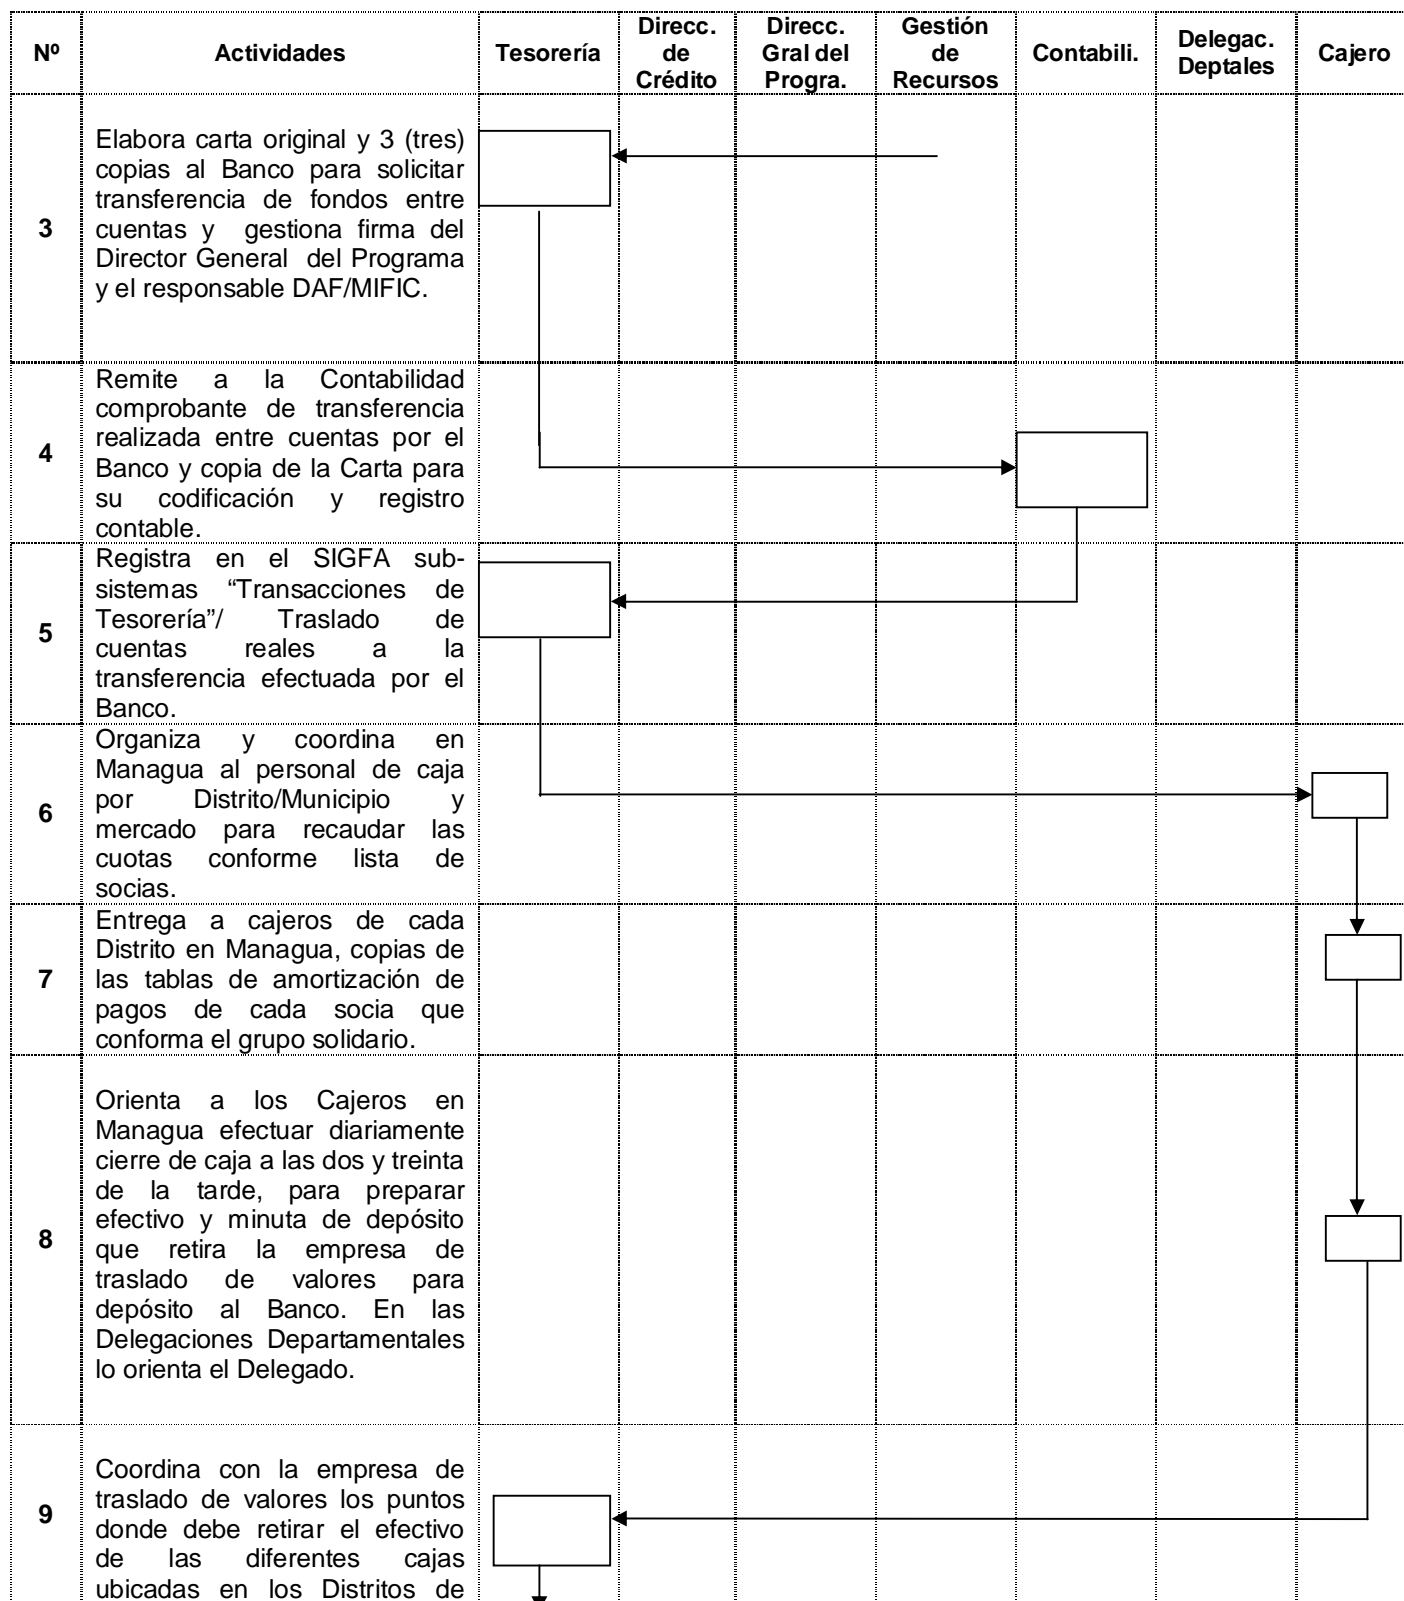 Nº Actividades Tesorería Direcc. de Crédito Direcc. Gral del Progra. Gestión de Recursos Contabili. Delegac. Deptales Cajero
3
Elabora carta original y 3 (tres)
copias al Banco para solicitar
transferencia de fondos entre
cuentas y gestiona firma del
Director General del Programa
y el responsable DAF/MIFIC.
4
Remite a la Contabilidad
comprobante de transferencia
realizada entre cuentas por el
Banco y copia de la Carta para
su codificación y registro
contable.
5
Registra en el SIGFA sub-
sistemas “Transacciones de
Tesorería”/ Traslado de
cuentas reales a la
transferencia efectuada por el
Banco.
6
Organiza y coordina en
Managua al personal de caja
por Distrito/Municipio y
mercado para recaudar las
cuotas conforme lista de
socias.
7
Entrega a cajeros de cada
Distrito en Managua, copias de
las tablas de amortización de
pagos de cada socia que
conforma el grupo solidario.
8
Orienta a los Cajeros en
Managua efectuar diariamente
cierre de caja a las dos y treinta
de la tarde, para preparar
efectivo y minuta de depósito
que retira la empresa de
traslado de valores para
depósito al Banco. En las
Delegaciones Departamentales
lo orienta el Delegado.
9
Coordina con la empresa de
traslado de valores los puntos
donde debe retirar el efectivo
de las diferentes cajas
ubicadas en los Distritos de